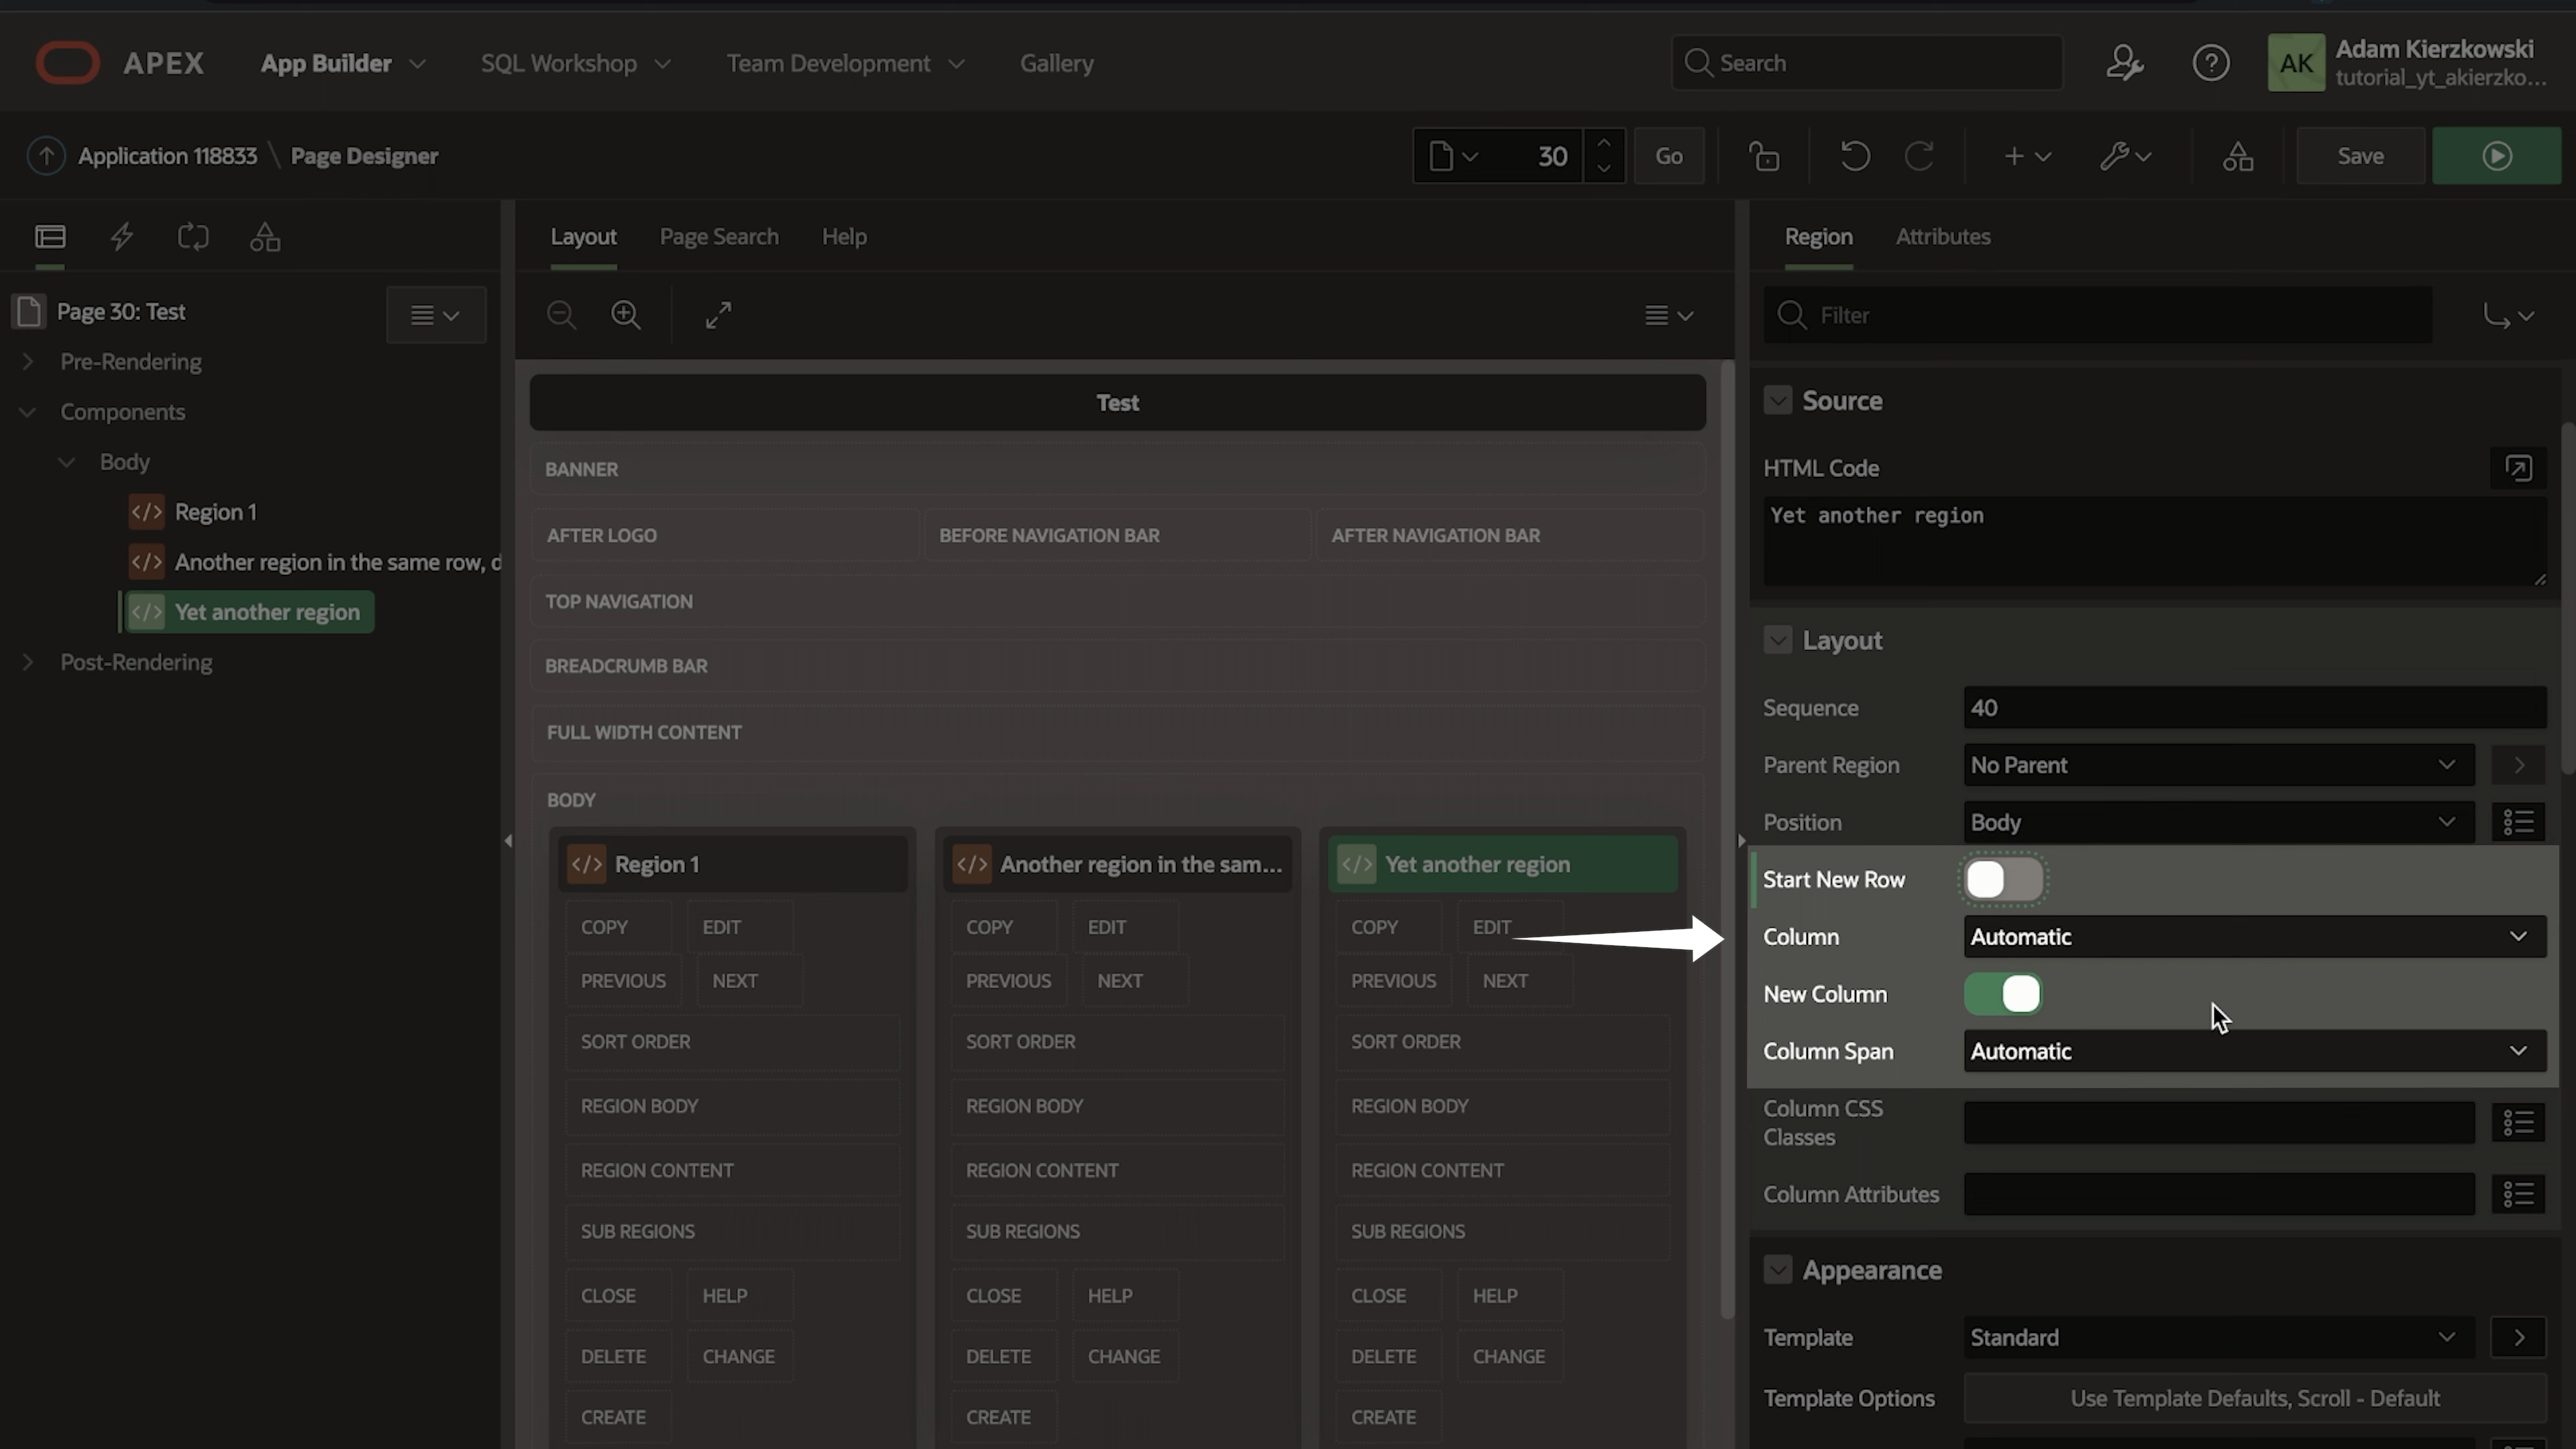 APEX
App Builder
SQL Workshop
Team Development
Gallery
Search
AK
Adam Kierzkowski
tutorial_yt_akierzko...
Application 118833 \ Page Designer
30
Go
Save
Layout
Page Search
Help
Region
Attributes
Page 30: Test
Filter
Pre-Rendering
Components
Body
Region 1
Another region in the same row, d
Yet another region
Post-Rendering
Test
BANNER
AFTER LOGO
BEFORE NAVIGATION BAR
AFTER NAVIGATION BAR
TOP NAVIGATION
BREADCRUMB BAR
FULL WIDTH CONTENT
BODY
Region 1
COPY EDIT
PREVIOUS NEXT
SORT ORDER
REGION BODY
REGION CONTENT
SUB REGIONS
CLOSE HELP
DELETE CHANGE
CREATE
Another region in the sam...
COPY EDIT
PREVIOUS NEXT
SORT ORDER
REGION BODY
REGION CONTENT
SUB REGIONS
CLOSE HELP
DELETE CHANGE
CREATE
Yet another region
COPY EDIT
PREVIOUS NEXT
SORT ORDER
REGION BODY
REGION CONTENT
SUB REGIONS
CLOSE HELP
DELETE CHANGE
CREATE
Source
HTML Code
Yet another region
Layout
Sequence 40
Parent Region No Parent
Position Body
Start New Row
Column Automatic
New Column
Column Span Automatic
Column CSS
Classes
Column Attributes
Appearance
Template Standard
Template Options Use Template Defaults, Scroll - Default